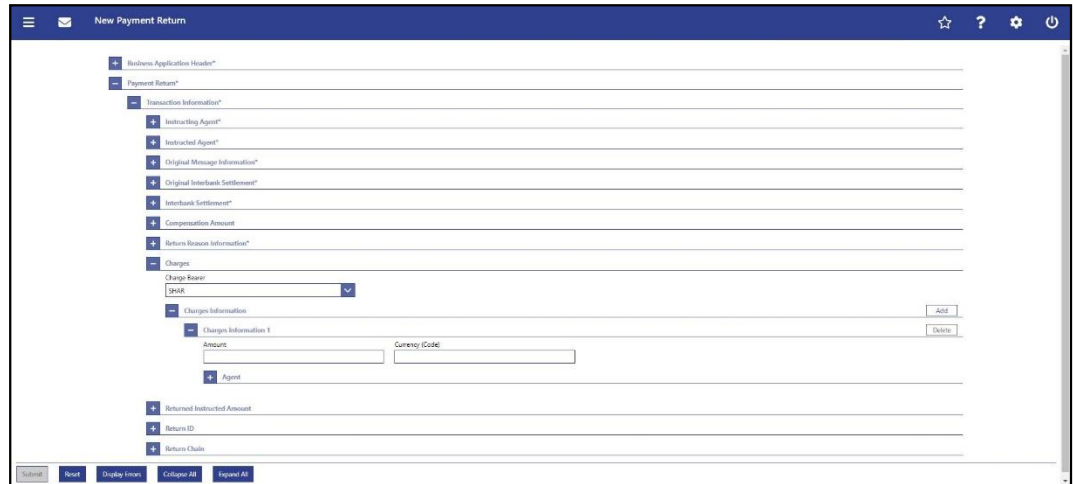 New Payment Return
?
Business Application Header*
Payment Return*
Transaction Information*
Instructing Agent*
Instructed Agent*
Original Message Information*
Original Interbank Settlement*
Interbank Settlement*
Compensation Amount
Return Reason Information*
Charges
Charge Bearer
SHAR
Charges Information Add
Charges Information 1 Delete
Amount Currency (Code)
Agent
Returned Instructed Amount
Return ID
Return Chain
Submit Reset Display Errors Collapse All Expand All